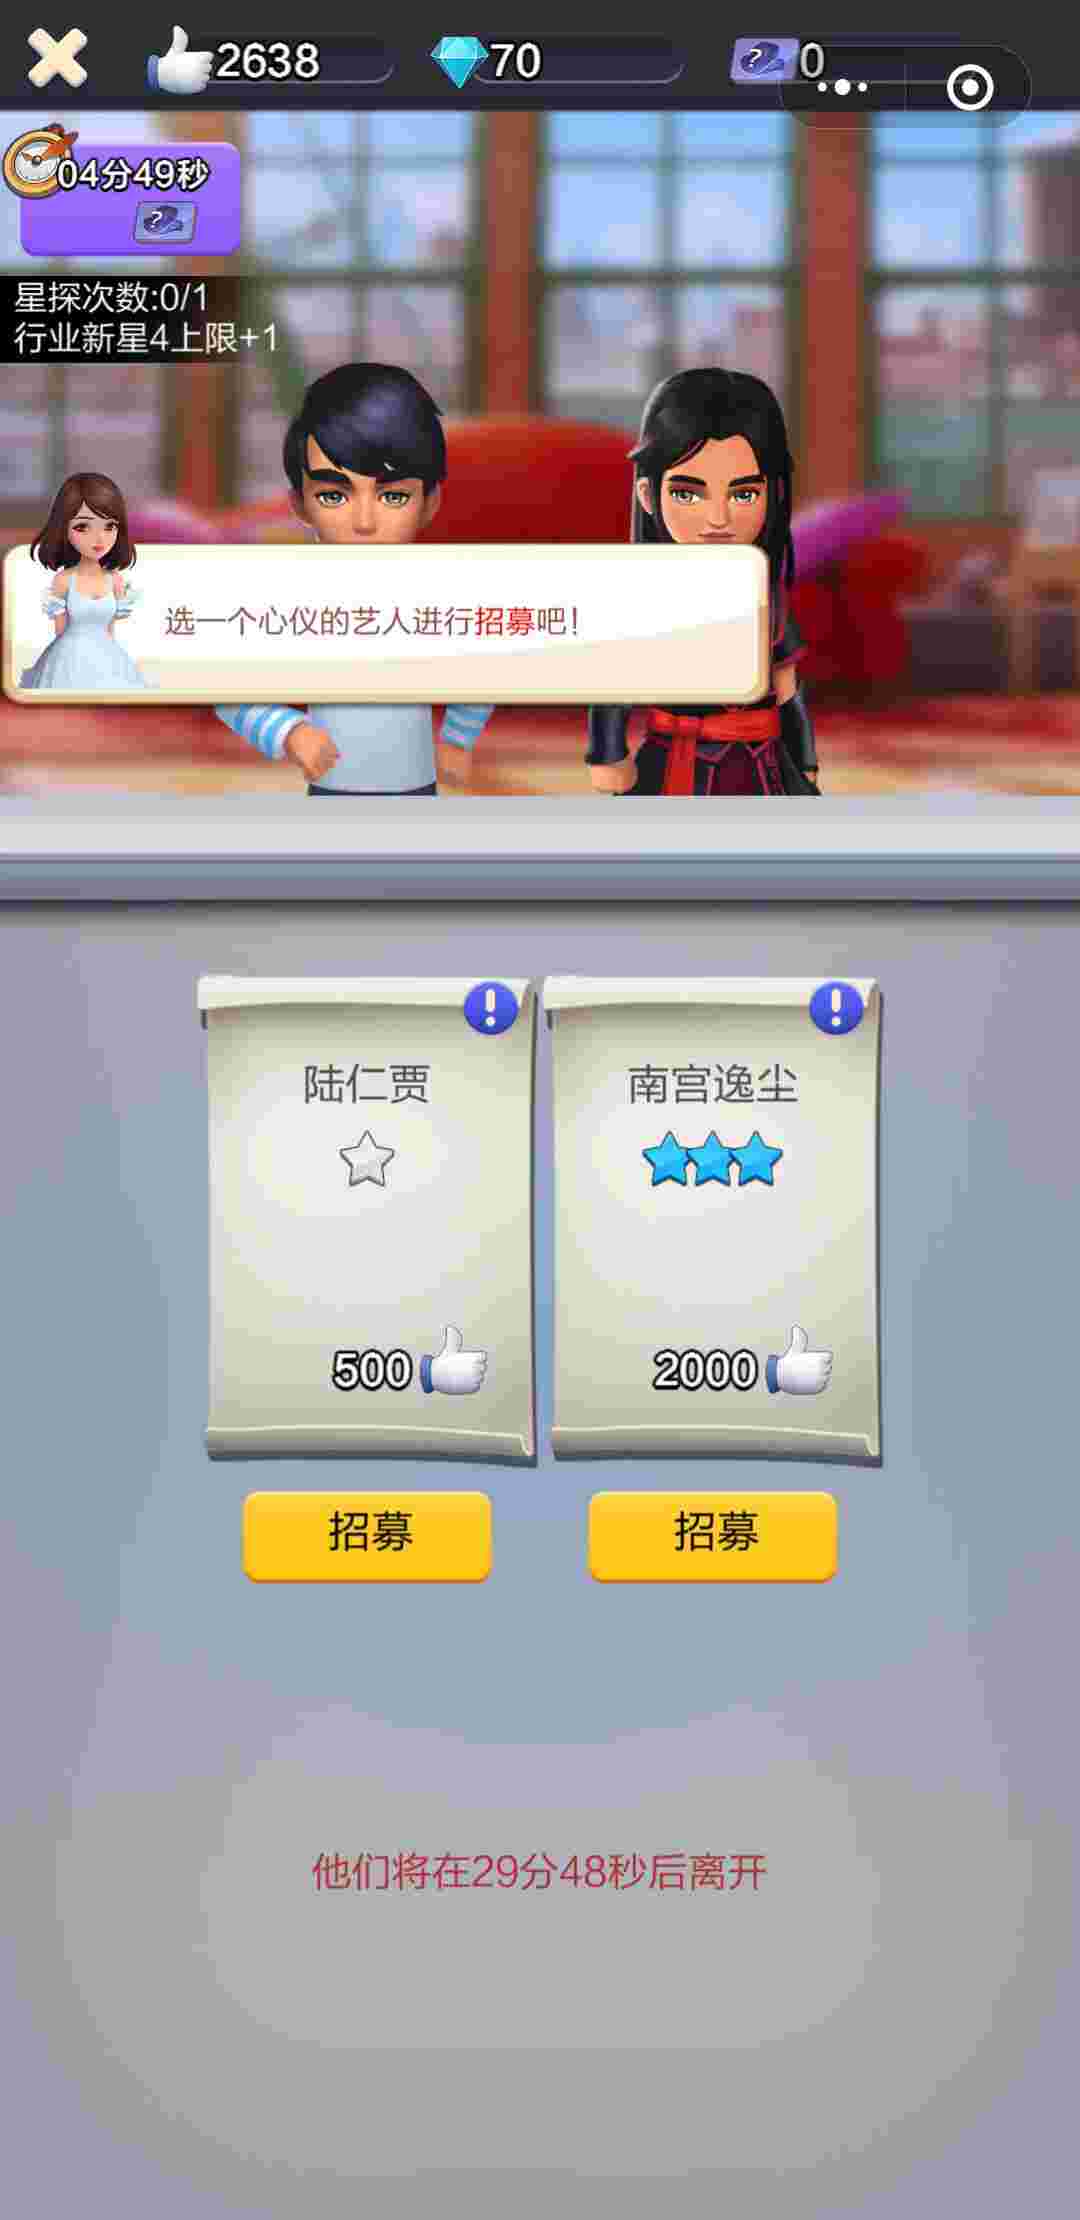 2638
70
0
04分49秒
星探次数:0/1
行业新星4上限+1
选一个心仪的艺人进行招募吧!
陆仁贾
南宫逸尘
500
2000
招募
招募
他们将在29分48秒后离开